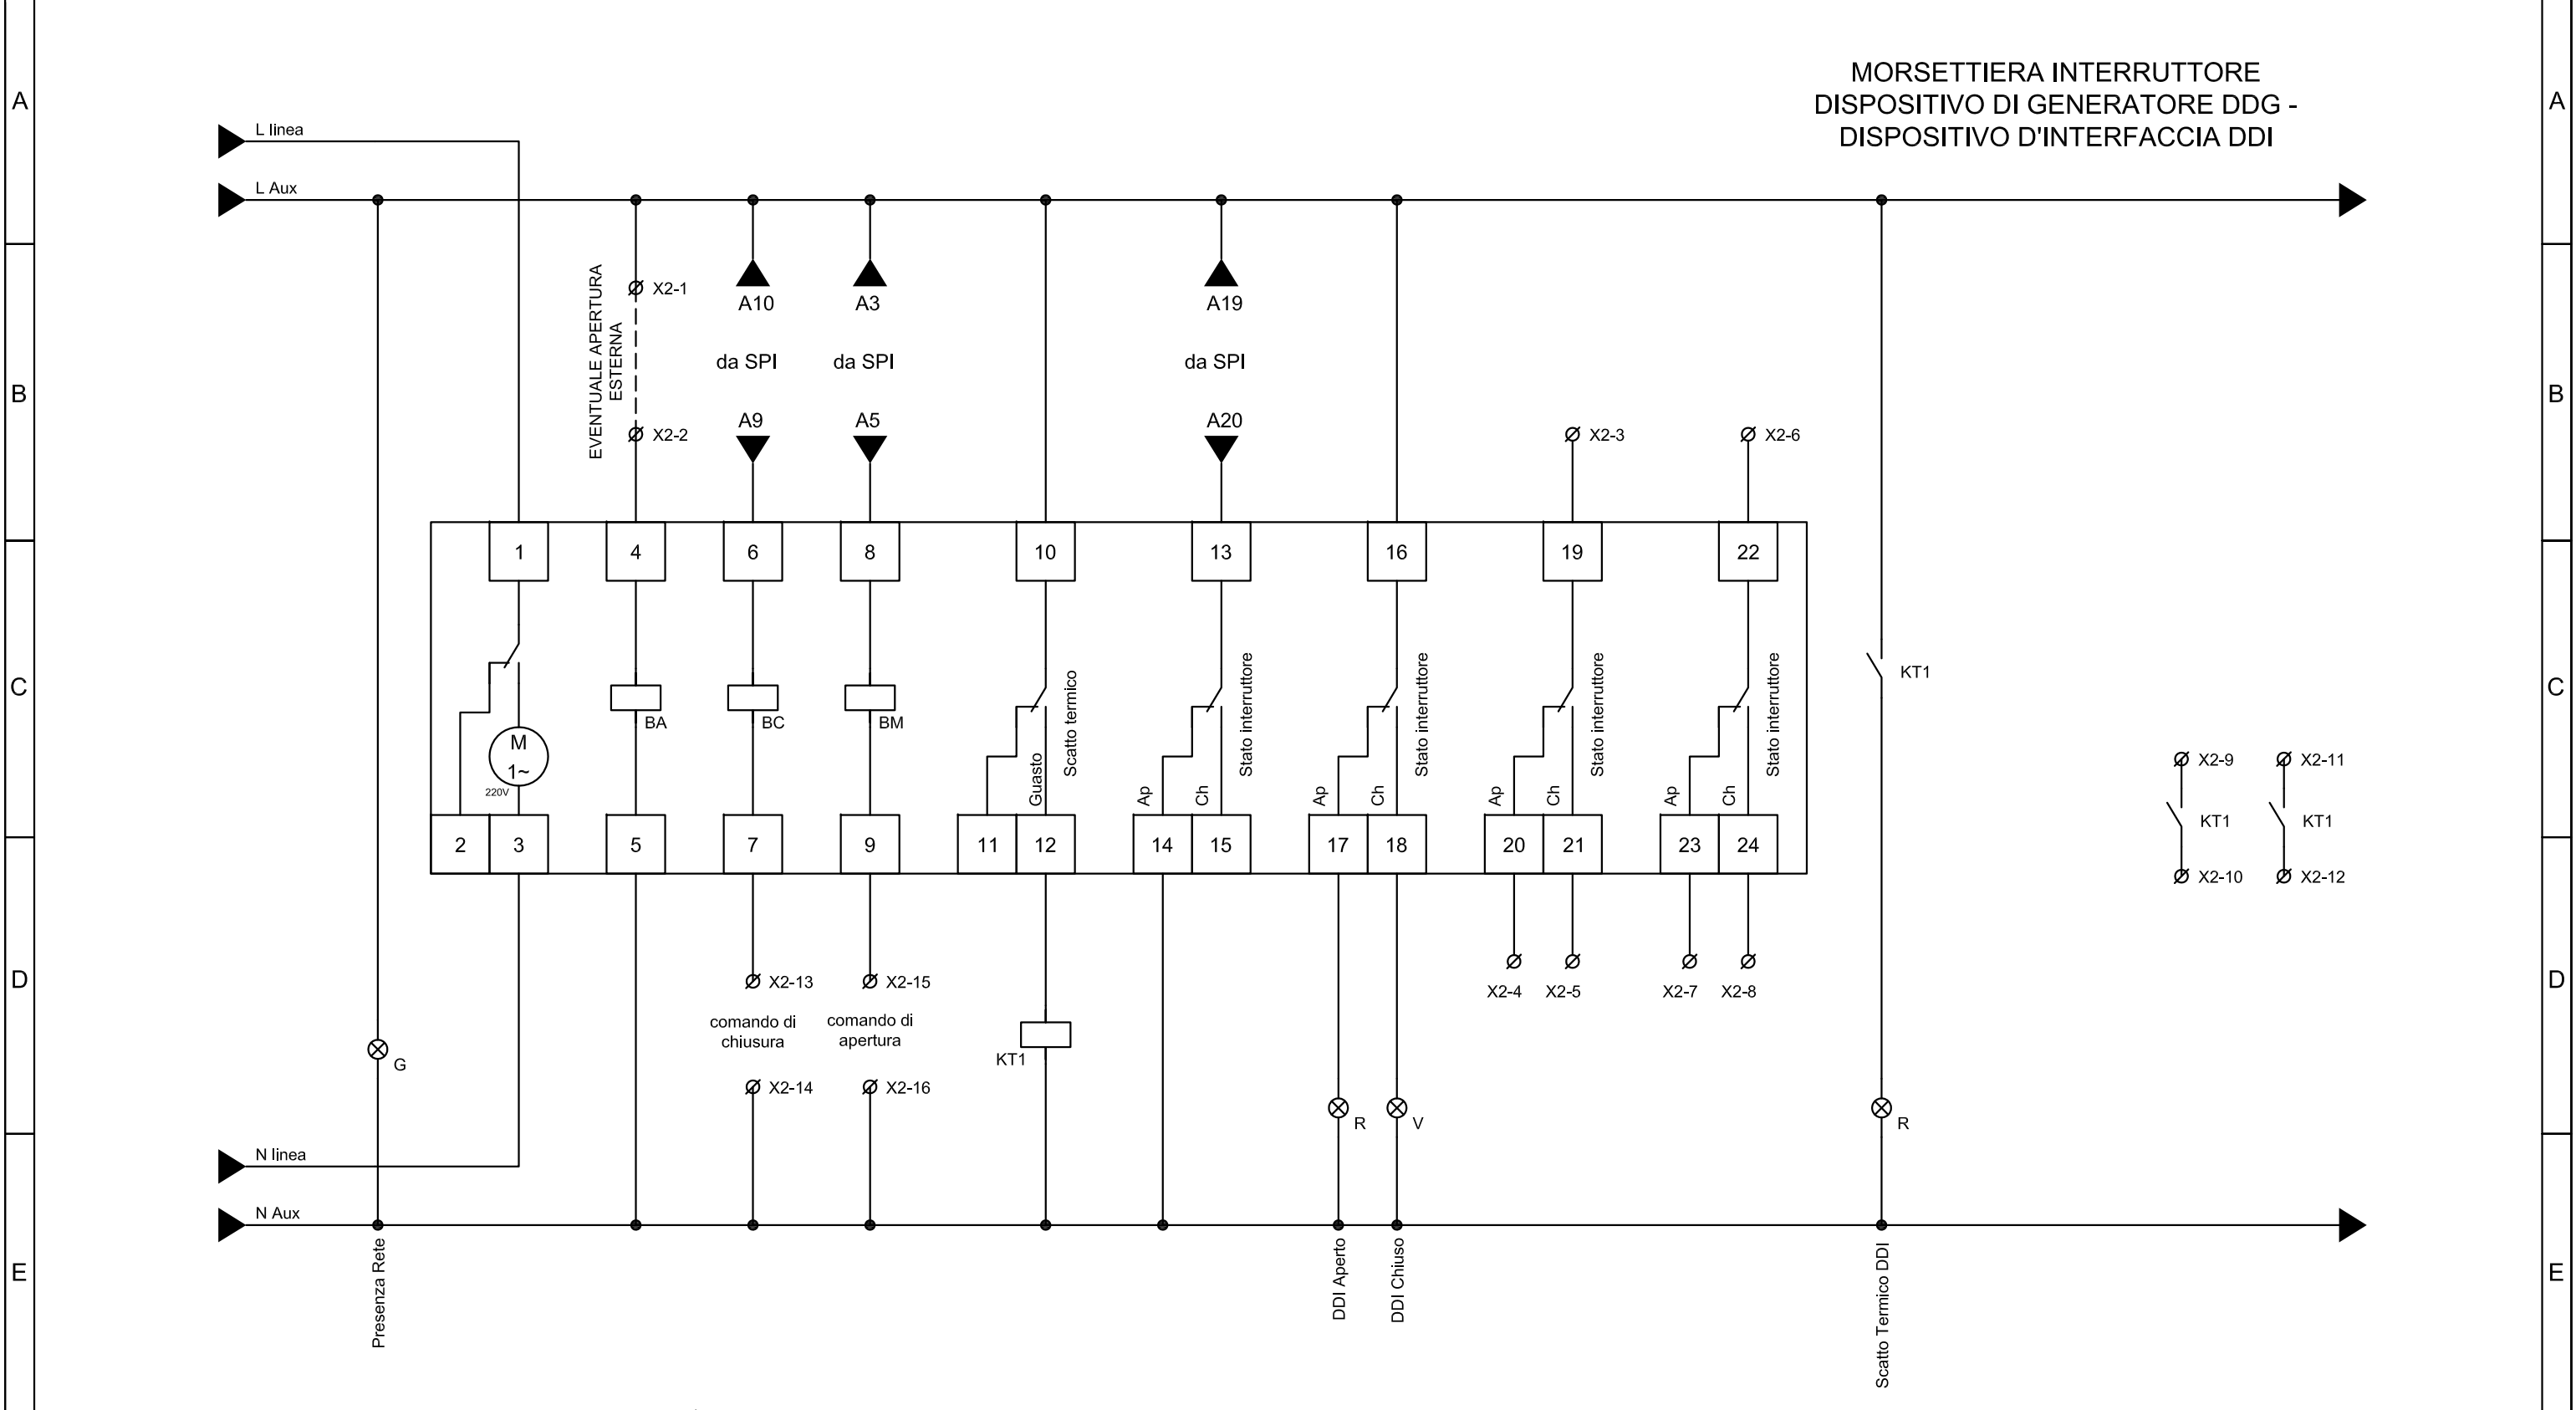 MORSETTIERA INTERRUTTORE
DISPOSITIVO DI GENERATORE DDG -
DISPOSITIVO D'INTERFACCIA DDI
A
A
L linea
L Aux
EVENTUALE APERTURA
ESTERNA
X2-1
X2-2
A10
da SPI
A9
A3
da SPI
A5
A19
da SPI
A20
B
B
X2-3
X2-6
1
4
6
8
10
13
16
19
22
C
C
M
1~
220V
BA
BC
BM
Guasto
Scatto termico
Ap
Ch
Stato interruttore
Ap
Ch
Stato interruttore
Ap
Ch
Stato interruttore
Ap
Ch
Stato interruttore
KT1
X2-9
KT1
X2-10
X2-11
KT1
X2-12
2
3
5
7
9
11
12
14
15
17
18
20
21
23
24
D
D
X2-13
comando di
chiusura
X2-14
X2-15
comando di
apertura
X2-16
X2-4
X2-5
X2-7
X2-8
KT1
G
R
V
R
N linea
N Aux
E
E
Presenza Rete
DDI Aperto
DDI Chiuso
Scatto Termico DDI